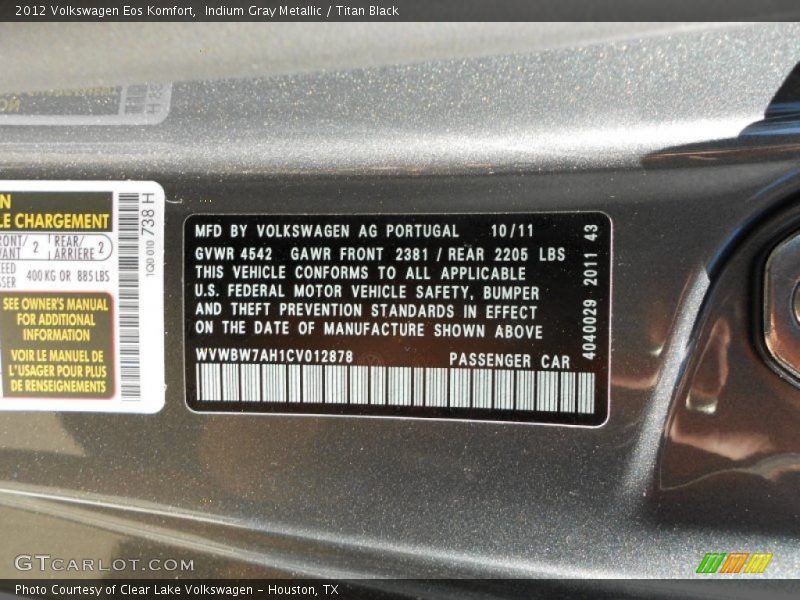 2012 Volkswagen Eos Komfort, Indium Gray Metallic / Titan Black
N
E CHARGEMENT
RONT/ 2 REAR/ 2
VANT ARRIERE
400 KG OR 885 LBS
SEE OWNER'S MANUAL
FOR ADDITIONAL
INFORMATION
VOIR LE MANUEL DE
L'USAGER POUR PLUS
DE RENSEIGNEMENTS
1Q0 010 738 H
MFD BY VOLKSWAGEN AG PORTUGAL 10/11
GVWR 4542 GAWR FRONT 2381 / REAR 2205 LBS
THIS VEHICLE CONFORMS TO ALL APPLICABLE
U.S. FEDERAL MOTOR VEHICLE SAFETY, BUMPER
AND THEFT PREVENTION STANDARDS IN EFFECT
ON THE DATE OF MANUFACTURE SHOWN ABOVE
WVWBW7AH1CV012878 PASSENGER CAR
4040029 2011 43
GTCARLOT.COM
Photo Courtesy of Clear Lake Volkswagen - Houston, TX